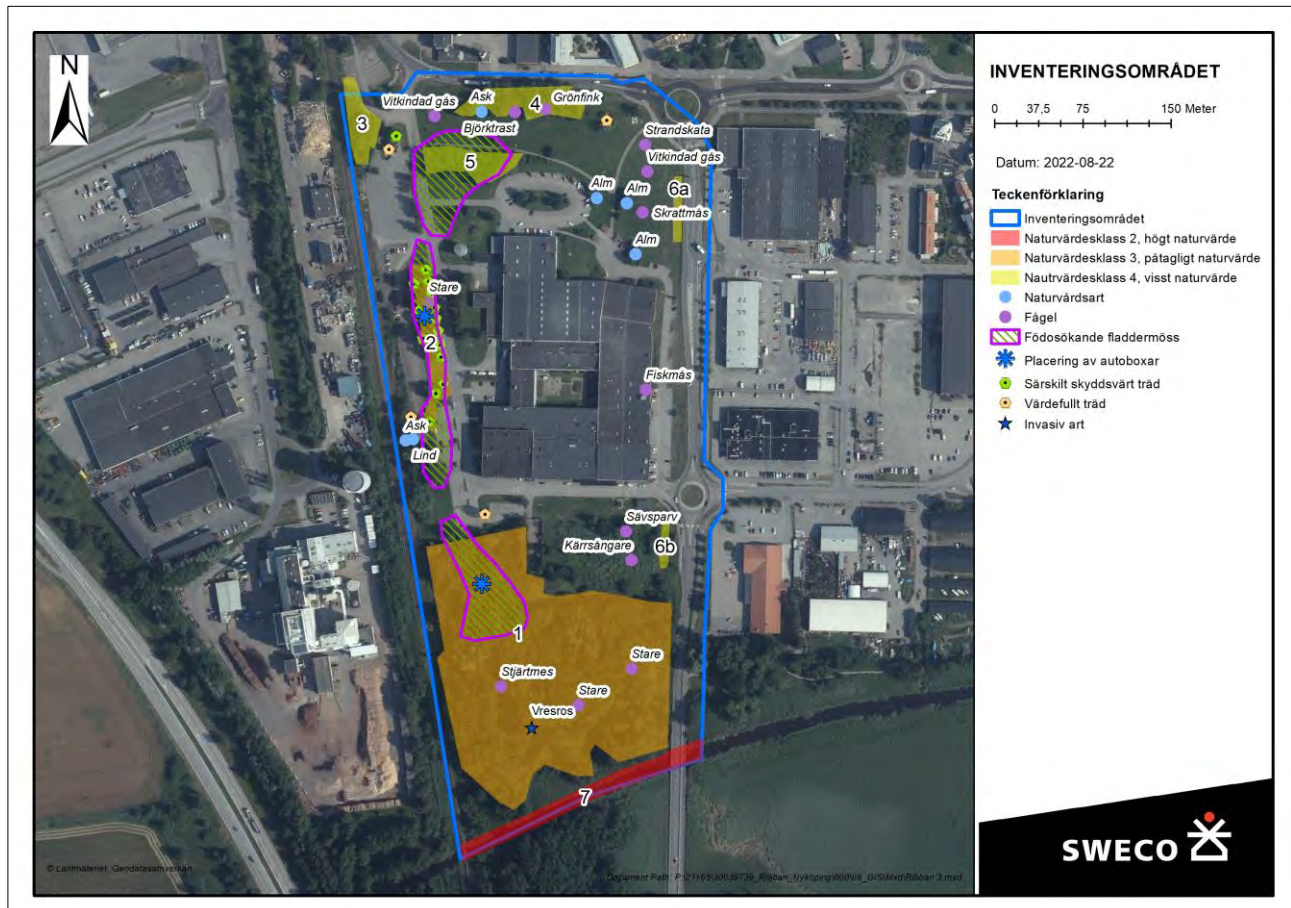 N
Vitkindad gås
Ask
4
Grönfink
Björktrast
3
Strandskata
5
Vitkindad gås
Alm
Alm
6a
Skrattmås
Alm
Stare
2
Fiskmås
Ask
Lind
Sävsparv
6b
Kärrsångare
1
Stare
Stjärtmes
Stare
Vresros
7
© Lantmäteriet, Geodatasamverkan
INVENTERINGSOMRÅDET
0 37,5 75 150 Meter
Datum: 2022-08-22
Teckenförklaring
Inventeringsområdet
Naturvärdesklass 2, högt naturvärde
Naturvärdesklass 3, påtagligt naturvärde
Nautrvärdesklass 4, visst naturvärde
Naturvårdsart
Fågel
Födosökande fladdermöss
Placering av autoboxar
Särskilt skyddsvärt träd
Värdefullt träd
Invasiv art
SWECO